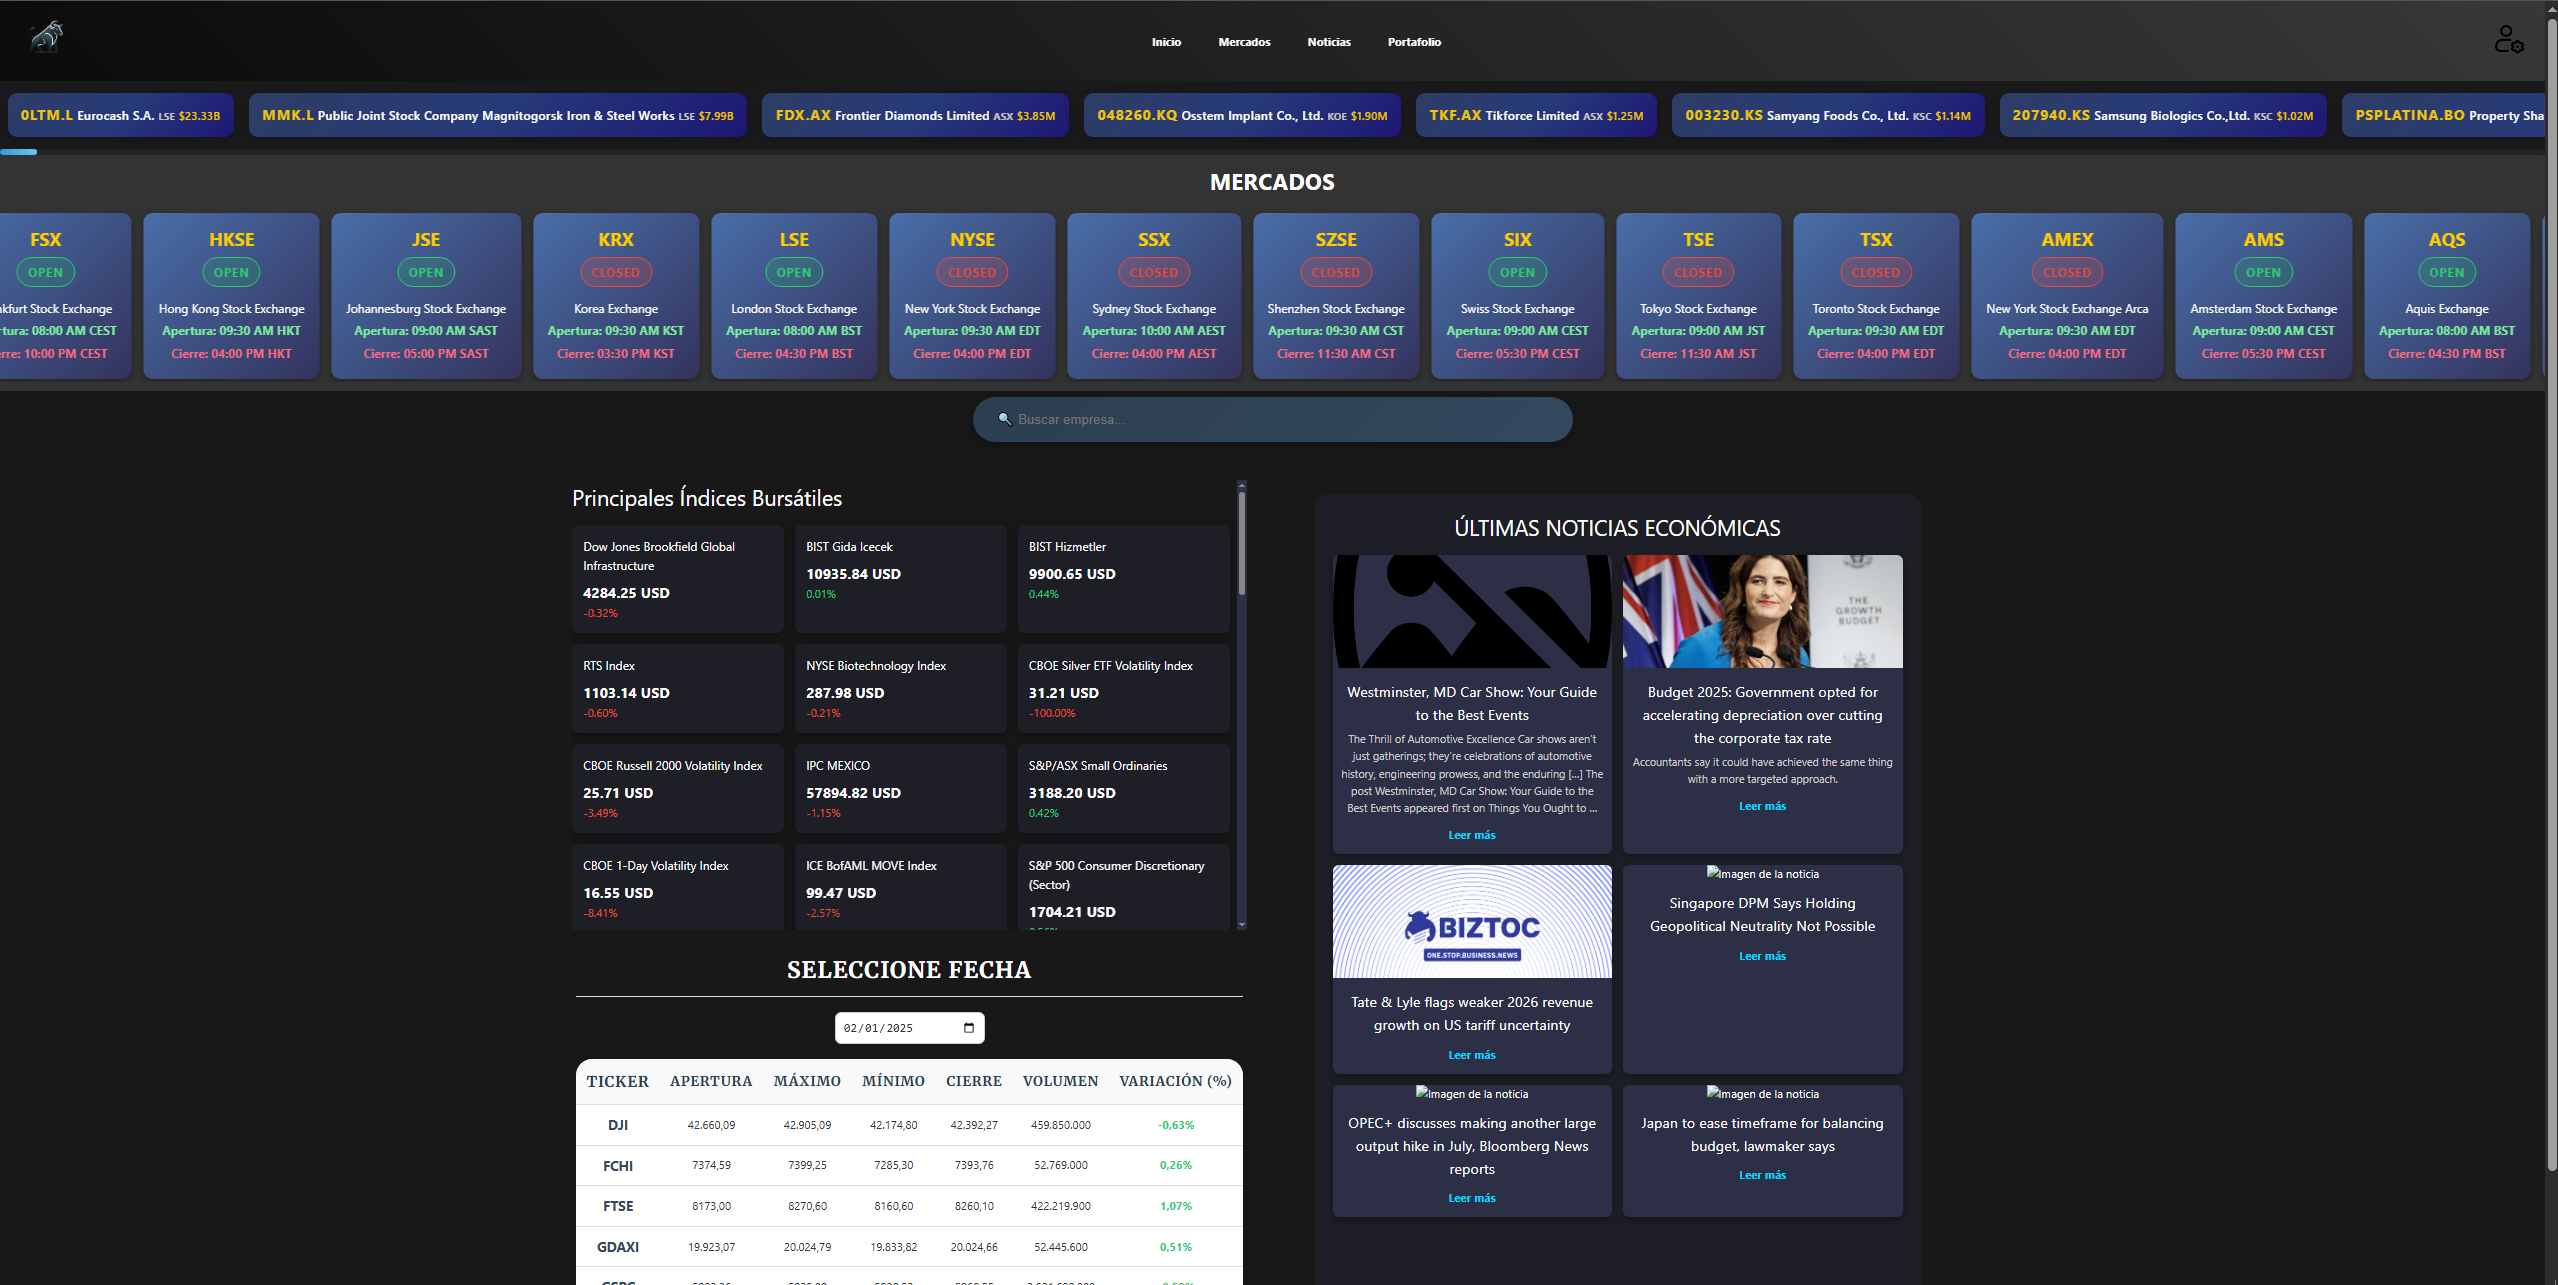 Inicio Mercados Noticias Portafolio
0LTM.L Eurocash S.A. LSE $23.33B
MMK.L Public Joint Stock Company Magnitogorsk Iron & Steel Works LSE $7.99B
FDX.AX Frontier Diamonds Limited ASX $3.85M
048260.KQ Osstem Implant Co., Ltd. KOE $1.90M
TKF.AX Tikforce Limited ASX $1.25M
003230.KS Samyang Foods Co., Ltd. KSC $1.14M
207940.KS Samsung Biologics Co.,Ltd. KSC $1.02M
PSPLATINA.BO Property Sha
MERCADOS
FSX
OPEN
nkfurt Stock Exchange
rtura: 08:00 AM CEST
erre: 10:00 PM CEST
HKSE
OPEN
Hong Kong Stock Exchange
Apertura: 09:30 AM HKT
Cierre: 04:00 PM HKT
JSE
OPEN
Johannesburg Stock Exchange
Apertura: 09:00 AM SAST
Cierre: 05:00 PM SAST
KRX
CLOSED
Korea Exchange
Apertura: 09:30 AM KST
Cierre: 03:30 PM KST
LSE
OPEN
London Stock Exchange
Apertura: 08:00 AM BST
Cierre: 04:30 PM BST
NYSE
CLOSED
New York Stock Exchange
Apertura: 09:30 AM EDT
Cierre: 04:00 PM EDT
SSX
CLOSED
Sydney Stock Exchange
Apertura: 10:00 AM AEST
Cierre: 04:00 PM AEST
SZSE
CLOSED
Shenzhen Stock Exchange
Apertura: 09:30 AM CST
Cierre: 11:30 AM CST
SIX
OPEN
Swiss Stock Exchange
Apertura: 09:00 AM CEST
Cierre: 05:30 PM CEST
TSE
CLOSED
Tokyo Stock Exchange
Apertura: 09:00 AM JST
Cierre: 11:30 AM JST
TSX
CLOSED
Toronto Stock Exchange
Apertura: 09:30 AM EDT
Cierre: 04:00 PM EDT
AMEX
CLOSED
New York Stock Exchange Arca
Apertura: 09:30 AM EDT
Cierre: 04:00 PM EDT
AMS
OPEN
Amsterdam Stock Exchange
Apertura: 09:00 AM CEST
Cierre: 05:30 PM CEST
AQS
OPEN
Aquis Exchange
Apertura: 08:00 AM BST
Cierre: 04:30 PM BST
Buscar empresa...
Principales Índices Bursátiles
Dow Jones Brookfield Global
Infrastructure
4284.25 USD
-0.32%
BIST Gida Icecek
10935.84 USD
0.01%
BIST Hizmetler
9900.65 USD
0.44%
RTS Index
1103.14 USD
-0.60%
NYSE Biotechnology Index
287.98 USD
-0.21%
CBOE Silver ETF Volatility Index
31.21 USD
-100.00%
CBOE Russell 2000 Volatility Index
25.71 USD
-3.49%
IPC MEXICO
57894.82 USD
-1.15%
S&P/ASX Small Ordinaries
3188.20 USD
0.42%
CBOE 1-Day Volatility Index
16.55 USD
-8.41%
ICE BofAML MOVE Index
99.47 USD
-2.57%
S&P 500 Consumer Discretionary
(Sector)
1704.21 USD
SELECCIONE FECHA
02/01/2025
TICKER APERTURA MÁXIMO MÍNIMO CIERRE VOLUMEN VARIACIÓN (%)
DJI 42.660,09 42.905,09 42.174,80 42.392,27 459.850.000 -0,63%
FCHI 7374,59 7399,25 7285,30 7393,76 52.769.000 0,26%
FTSE 8173,00 8270,60 8160,60 8260,10 422.219.900 1,07%
GDAXI 19.923,07 20.024,79 19.833,82 20.024,66 52.445.600 0,51%
ÚLTIMAS NOTICIAS ECONÓMICAS
Westminster, MD Car Show: Your Guide
to the Best Events
The Thrill of Automotive Excellence Car shows aren't
just gatherings; they're celebrations of automotive
history, engineering prowess, and the enduring [...] The
post Westminster, MD Car Show: Your Guide to the
Best Events appeared first on Things You Ought to ...
Leer más
THE
GROWTH
BUDGET
Budget 2025: Government opted for
accelerating depreciation over cutting
the corporate tax rate
Accountants say it could have achieved the same thing
with a more targeted approach.
Leer más
BIZTOC
ONE.STOP.BUSINESS.NEWS
Tate & Lyle flags weaker 2026 revenue
growth on US tariff uncertainty
Leer más
Imagen de la noticia
Singapore DPM Says Holding
Geopolitical Neutrality Not Possible
Leer más
Imagen de la noticia
OPEC+ discusses making another large
output hike in July, Bloomberg News
reports
Leer más
Imagen de la noticia
Japan to ease timeframe for balancing
budget, lawmaker says
Leer más